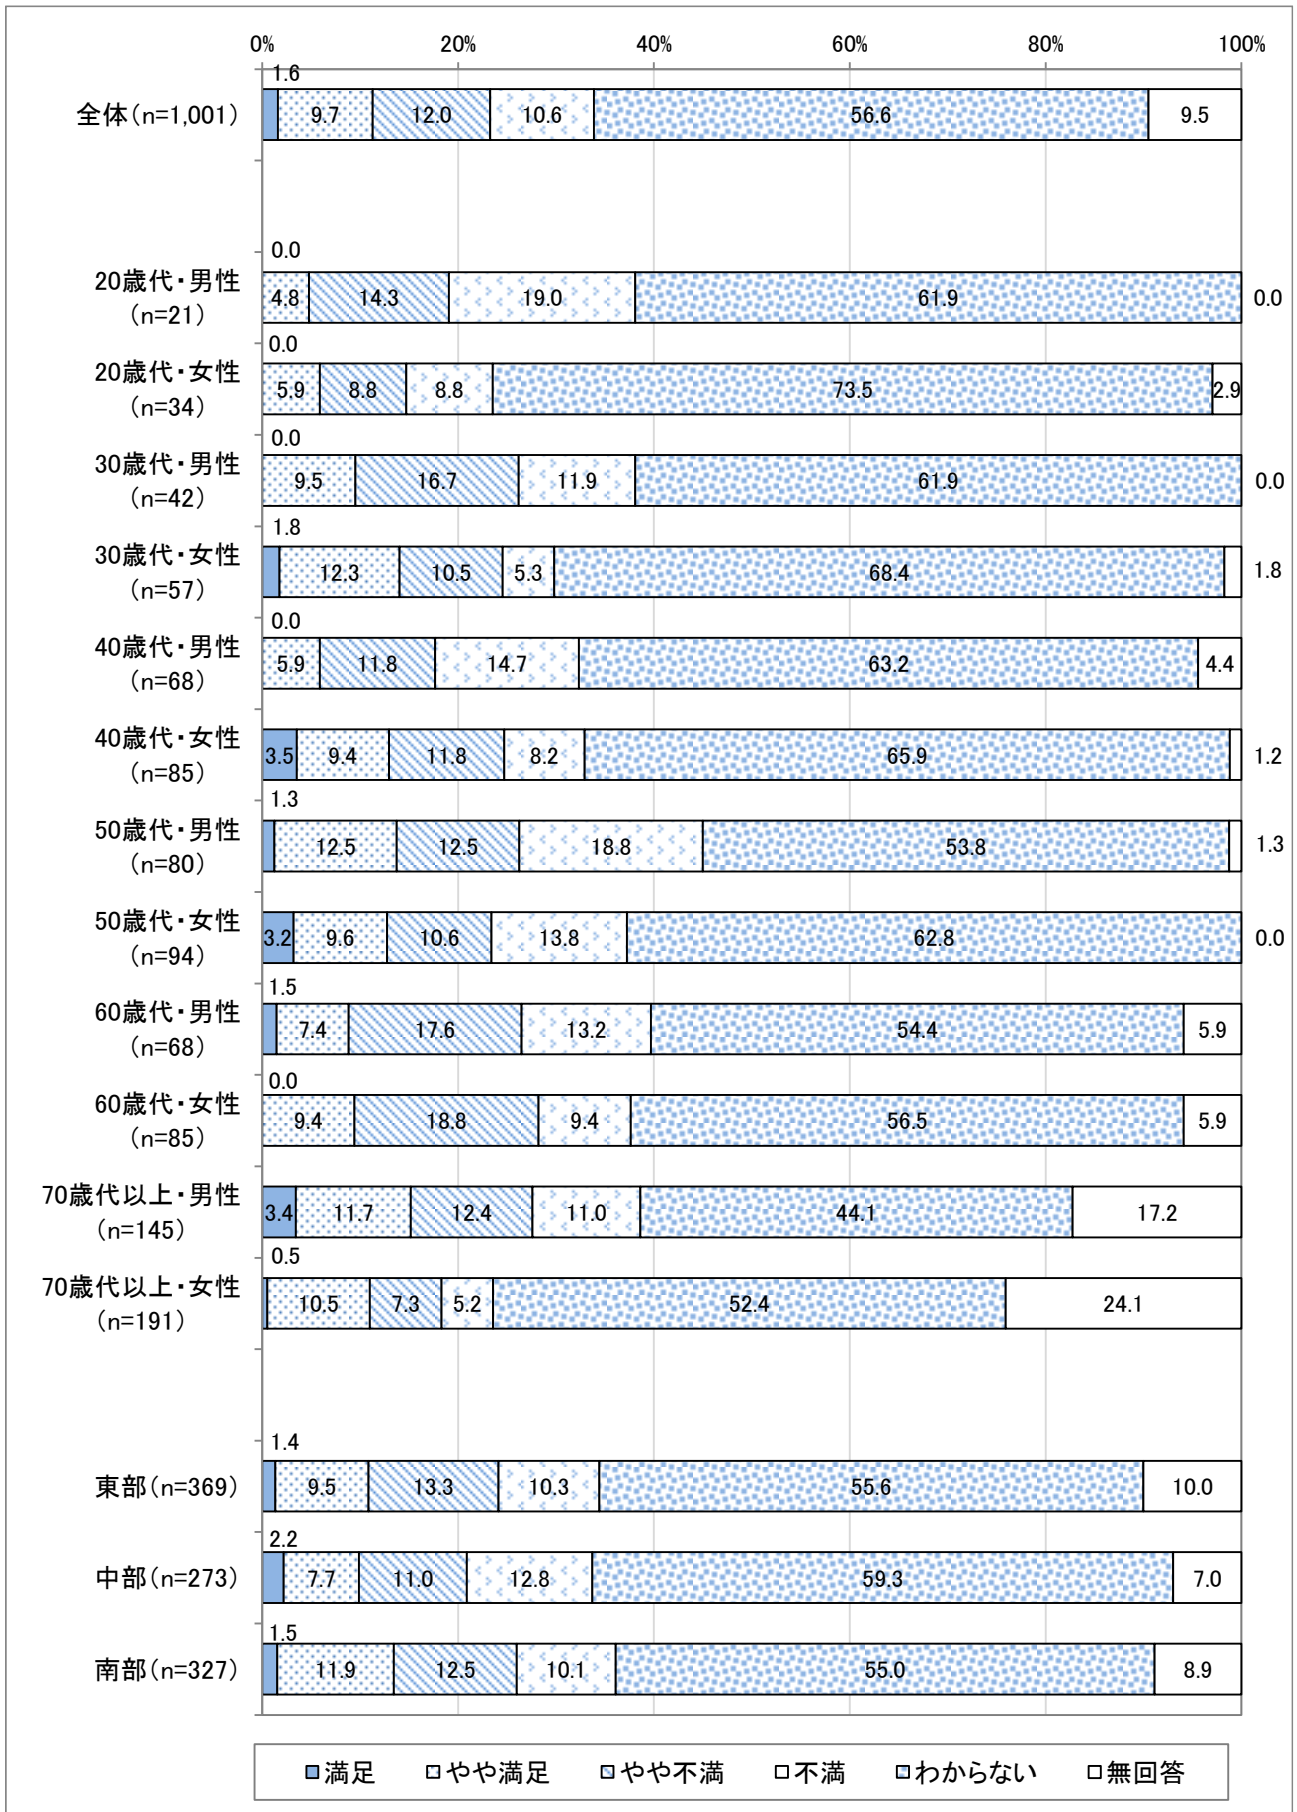 0% 20% 40% 60% 80% 100%
1.6
全体(n=1,001) 9.7 12.0 10.6 56.6 9.5
0.0
20歳代・男性
(n=21)
4.8 14.3 19.0 61.9 0.0
0.0
20歳代・女性
(n=34)
5.9 8.8 8.8 73.5 2.9
0.0
30歳代・男性
(n=42)
9.5 16.7 11.9 61.9 0.0
1.8
30歳代・女性
(n=57)
12.3 10.5 5.3 68.4 1.8
0.0
40歳代・男性
(n=68)
5.9 11.8 14.7 63.2 4.4
40歳代・女性
(n=85)
3.5 9.4 11.8 8.2 65.9 1.2
1.3
50歳代・男性
(n=80)
12.5 12.5 18.8 53.8 1.3
50歳代・女性
(n=94)
3.2 9.6 10.6 13.8 62.8 0.0
1.5
60歳代・男性
(n=68)
7.4 17.6 13.2 54.4 5.9
0.0
60歳代・女性
(n=85)
9.4 18.8 9.4 56.5 5.9
70歳代以上・男性
(n=145)
3.4 11.7 12.4 11.0 44.1 17.2
0.5
70歳代以上・女性
(n=191)
10.5 7.3 5.2 52.4 24.1
1.4
東部(n=369) 9.5 13.3 10.3 55.6 10.0
2.2
中部(n=273) 7.7 11.0 12.8 59.3 7.0
1.5
南部(n=327) 11.9 12.5 10.1 55.0 8.9
満足 やや満足 やや不満 不満 わからない 無回答